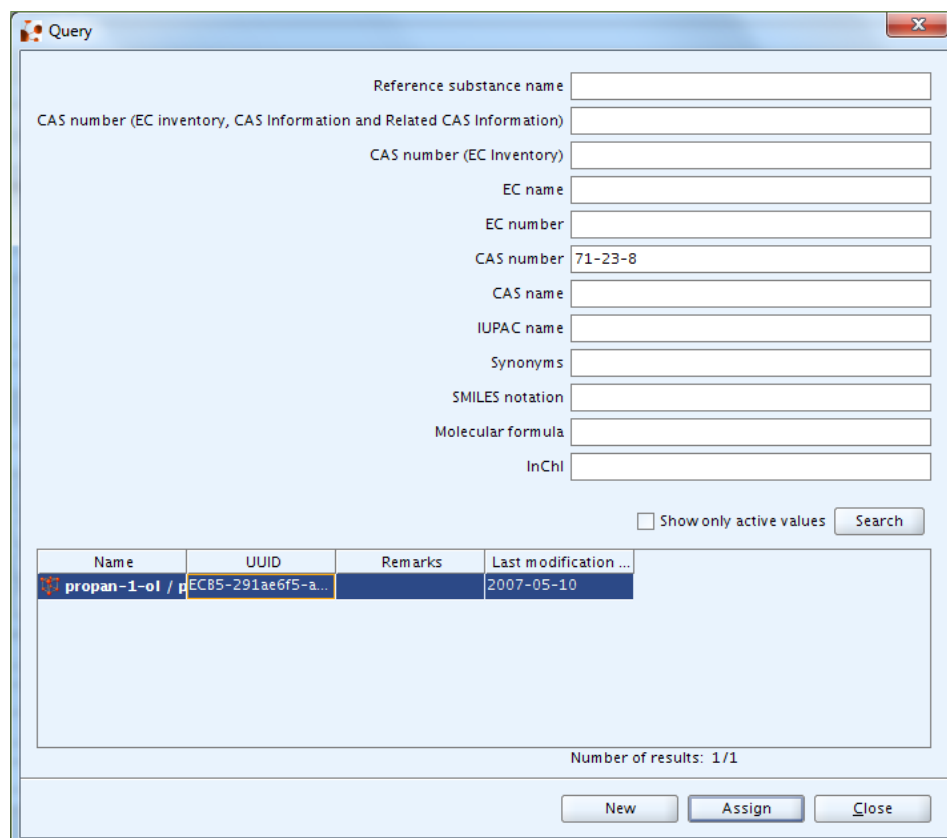 Query
Reference substance name
CAS number (EC inventory, CAS Information and Related CAS Information)
CAS number (EC Inventory)
EC name
EC number
CAS number 71-23-8
CAS name
IUPAC name
Synonyms
SMILES notation
Molecular formula
InChI
Show only active values Search
Name UUID Remarks Last modification ...
propan-1-ol / p ECB5-291ae6f5-a... 2007-05-10
Number of results: 1/1
New Assign Close